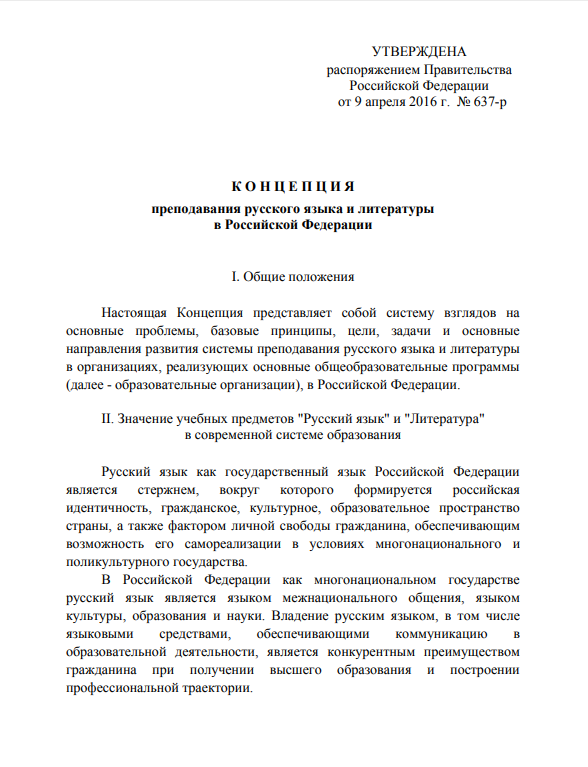 УТВЕРЖДЕНА
распоряжением Правительства
Российской Федерации
от 9 апреля 2016 г. № 637-р
К О Н Ц Е П Ц И Я
преподавания русского языка и литературы
в Российской Федерации
I. Общие положения
Настоящая Концепция представляет собой систему взглядов на
основные проблемы, базовые принципы, цели, задачи и основные
направления развития системы преподавания русского языка и литературы
в организациях, реализующих основные общеобразовательные программы
(далее - образовательные организации), в Российской Федерации.
II. Значение учебных предметов "Русский язык" и "Литература"
в современной системе образования
Русский язык как государственный язык Российской Федерации
является стержнем, вокруг которого формируется российская
идентичность, гражданское, культурное, образовательное пространство
страны, а также фактором личной свободы гражданина, обеспечивающим
возможность его самореализации в условиях многонационального и
поликультурного государства.
В Российской Федерации как многонациональном государстве
русский язык является языком межнационального общения, языком
культуры, образования и науки. Владение русским языком, в том числе
языковыми средствами, обеспечивающими коммуникацию в
образовательной деятельности, является конкурентным преимуществом
гражданина при получении высшего образования и построении
профессиональной траектории.